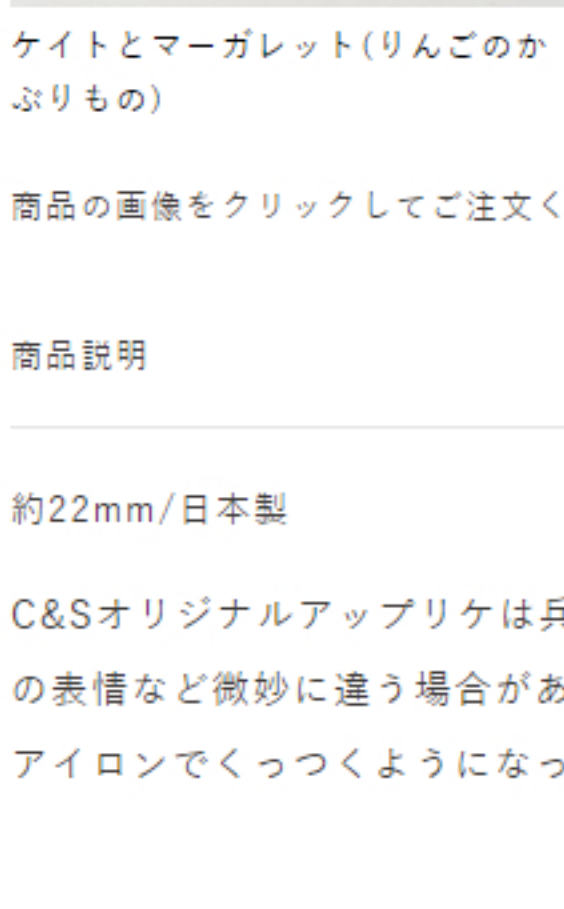 ケイトとマーガレット(りんごのか
ぶりもの)
商品の画像をクリックしてご注文く
商品説明
約22mm/日本製
C&Sオリジナルアップリケは兵
の表情など微妙に違う場合があ
アイロンでくっつくようになっ